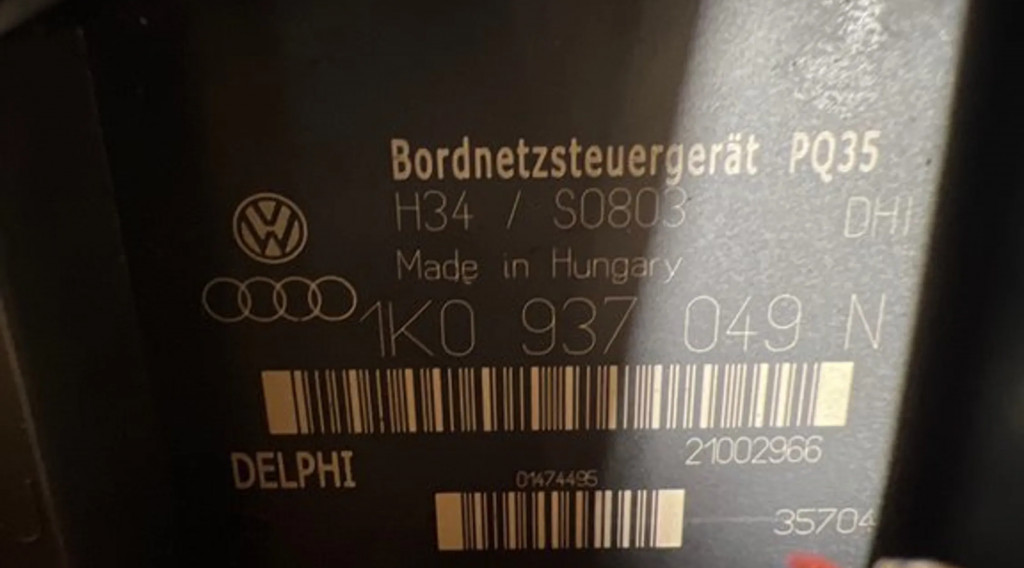 Bordnetzsteuergerät PQ35
H34 / S0803 DHI
Made in Hungary
1K0 937 049 N
21002966
DELPHI
01474495
35704